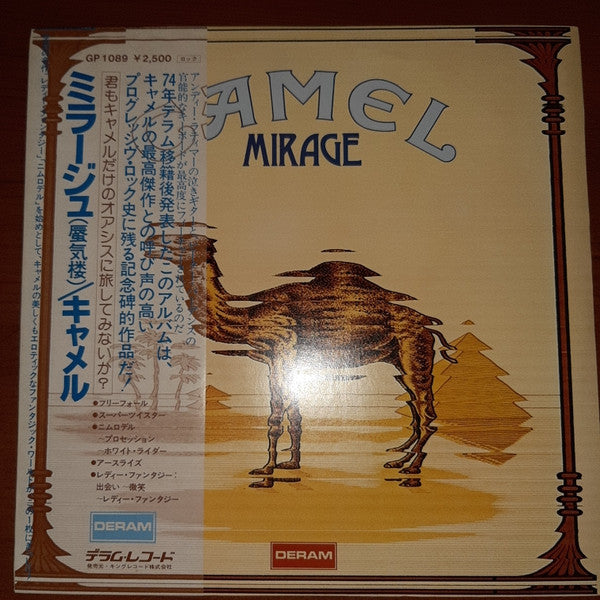 GP 1089 ¥2,500 ロック
ミラージュ(蜃気楼)/キャメル
君もキャメルだけのオアシスに旅してみないか?
74年デラム移籍後発表したこのアルバムは、
キャメルの最高傑作との呼び声の高い
プログレッシヴ・ロック史に残る記念碑的作品だ!
●フリーフォール
●スーパーツイスター
●ニムロデル
~プロセッション
~ホワイト・ライダー
●アースライズ
●レディー・ファンタジー:
出会い~微笑
~レディー・ファンタジー
DERAM
デラム・レコード
発売元・キングレコード株式会社
AMEL
MIRAGE
DERAM